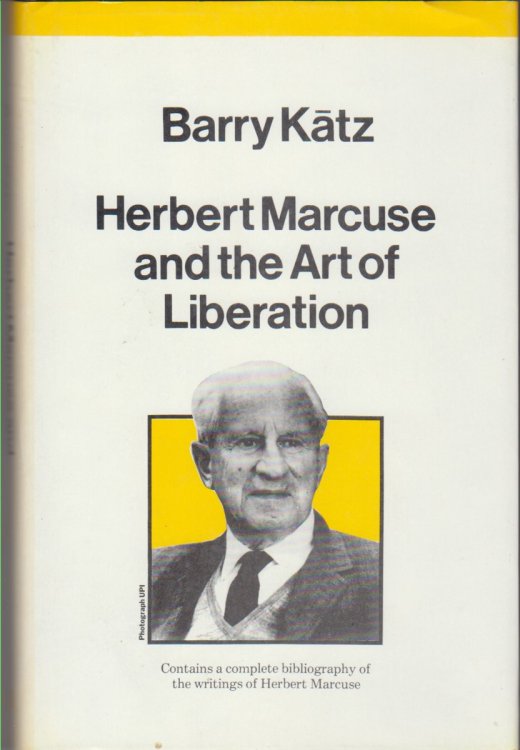 Barry Kātz
Herbert Marcuse
and the Art of
Liberation
Photograph UPI
Contains a complete bibliography of
the writings of Herbert Marcuse